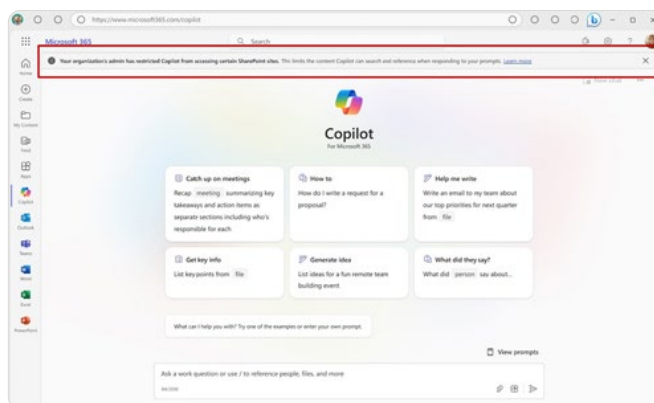 https://www.microsoft365.com/copilot
Microsoft 365
Search
Your organization's admin has restricted Copilot from accessing certain SharePoint sites. This limits the content Copilot can search and reference when responding to your prompts. Learn more
Home
Create
My Content
Feed
Apps
Copilot
Outlook
Teams
Word
Excel
PowerPoint
Copilot
For Microsoft 365
Catch up on meetings
Recap meeting summarizing key
takeaways and action items as
separate sections including who's
responsible for each
How to
How do I write a request for a
proposal?
Help me write
Write an email to my team about
our top priorities for next quarter
from file
Get key info
List key points from file
Generate idea
List ideas for a fun remote team
building event
What did they say?
What did person say about...
What can I help you with? Try one of the examples or enter your own prompt.
View prompts
Ask a work question or use / to reference people, files, and more